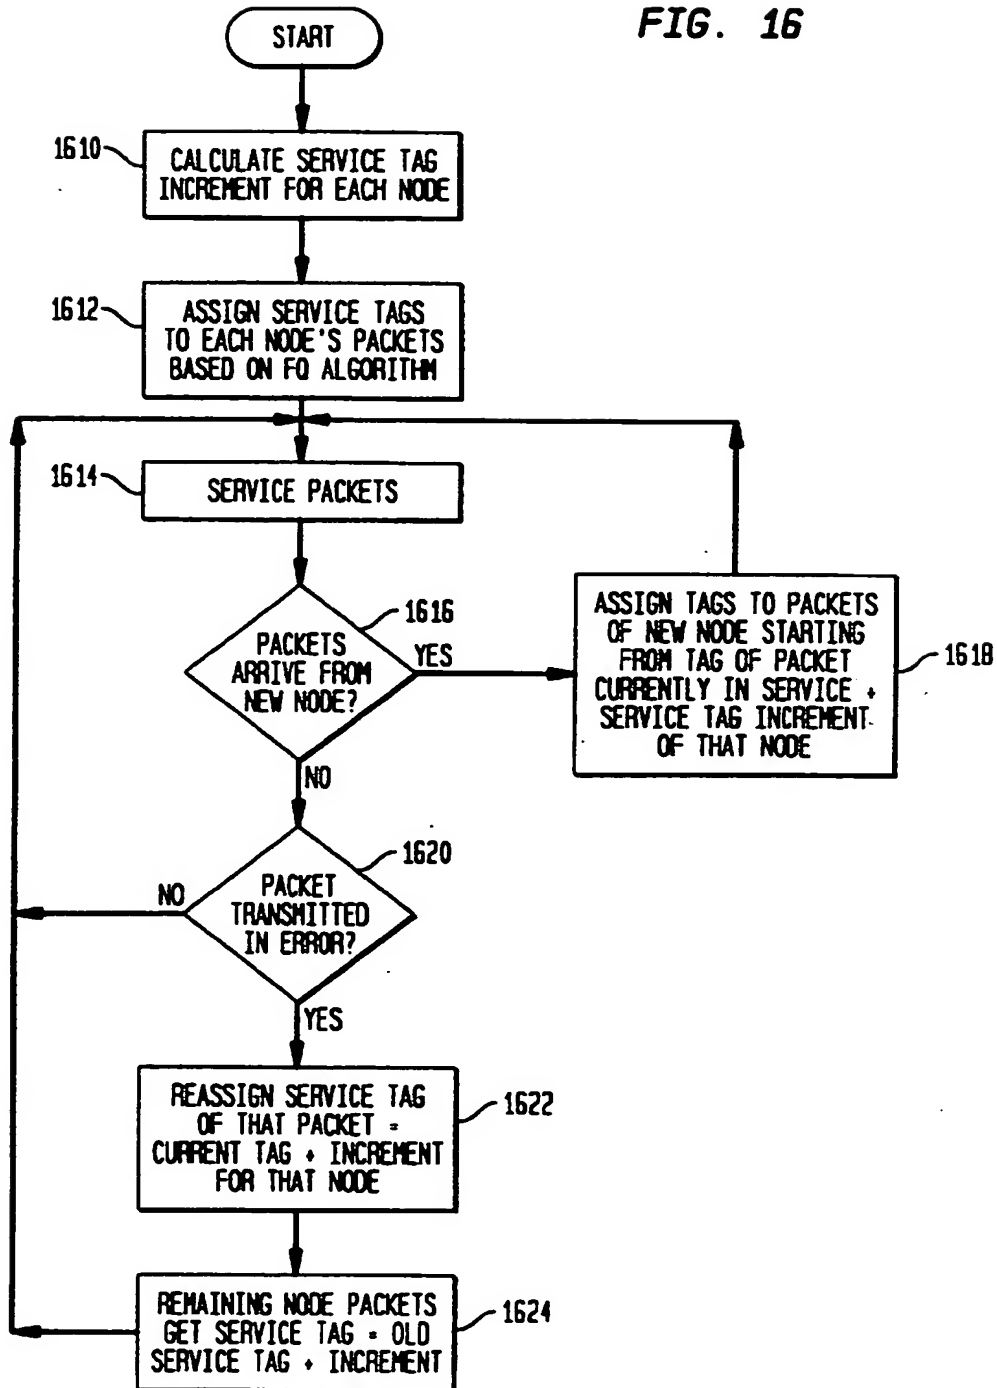 FIG. 16
START
1610
CALCULATE SERVICE TAG
INCREMENT FOR EACH NODE
1612
ASSIGN SERVICE TAGS
TO EACH NODE'S PACKETS
BASED ON FQ ALGORITHM
1614
SERVICE PACKETS
1616
PACKETS
ARRIVE FROM
NEW NODE?
YES
NO
ASSIGN TAGS TO PACKETS
OF NEW NODE STARTING
FROM TAG OF PACKET
CURRENTLY IN SERVICE +
SERVICE TAG INCREMENT
OF THAT NODE
1618
1620
PACKET
TRANSMITTED
IN ERROR?
NO
YES
REASSIGN SERVICE TAG
OF THAT PACKET =
CURRENT TAG + INCREMENT
FOR THAT NODE
1622
REMAINING NODE PACKETS
GET SERVICE TAG = OLD
SERVICE TAG + INCREMENT
1624